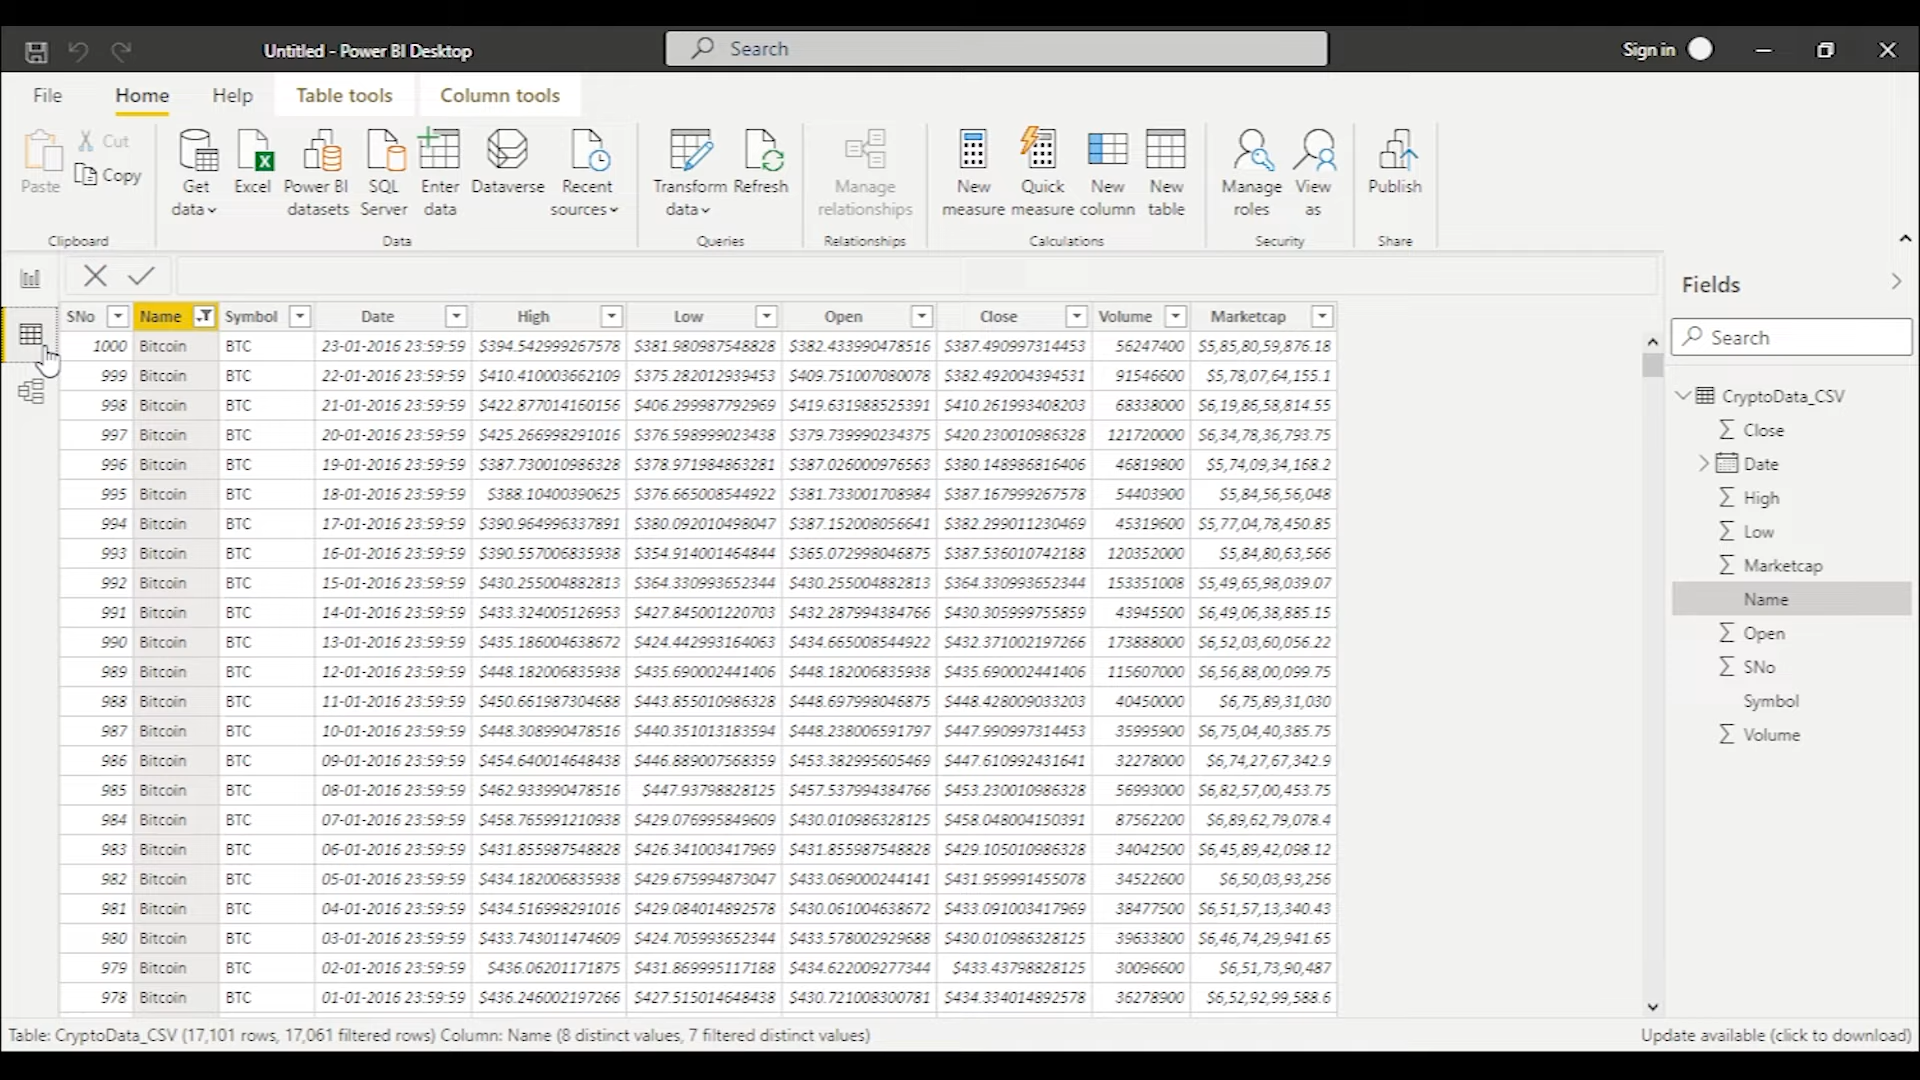 Untitled - Power BI Desktop
Search
Sign in
File
Home
Help
Table tools
Column tools
Paste
Cut
Copy
Get data
Excel
Power BI datasets
SQL Server
Enter data
Dataverse
Recent sources
Transform data
Refresh
Manage relationships
New measure
Quick measure
New column
New table
Manage roles
View as
Publish
Clipboard
Data
Queries
Relationships
Calculations
Security
Share
SNo Name Symbol Date High Low Open Close Volume Marketcap
1000 Bitcoin BTC 23-01-2016 23:59:59 $394.542999267578 $381.980987548828 $382.433990478516 $387.490997314453 56247400 $5,85,80,59,876.18
999 Bitcoin BTC 22-01-2016 23:59:59 $410.410003662109 $375.282012939453 $409.751007080078 $382.492004394531 91546600 $5,78,07,64,155.1
998 Bitcoin BTC 21-01-2016 23:59:59 $422.877014160156 $406.299987792969 $419.631988525391 $410.261993408203 68338000 $6,19,86,58,814.55
997 Bitcoin BTC 20-01-2016 23:59:59 $425.266998291016 $376.598999023438 $379.739990234375 $420.230010986328 121720000 $6,34,78,36,793.75
996 Bitcoin BTC 19-01-2016 23:59:59 $387.730010986328 $378.971984863281 $387.026000976563 $380.148986816406 46819800 $5,74,09,34,168.2
995 Bitcoin BTC 18-01-2016 23:59:59 $388.10400390625 $376.665008544922 $381.733001708984 $387.167999267578 54403900 $5,84,56,56,048
994 Bitcoin BTC 17-01-2016 23:59:59 $390.964996337891 $380.092010498047 $387.152008056641 $382.299011230469 45319600 $5,77,04,78,450.85
993 Bitcoin BTC 16-01-2016 23:59:59 $390.557006835938 $354.914001464844 $365.072998046875 $387.536010742188 120352000 $5,84,80,63,566
992 Bitcoin BTC 15-01-2016 23:59:59 $430.255004882813 $364.330993652344 $430.255004882813 $364.330993652344 153351008 $5,49,65,98,039.07
991 Bitcoin BTC 14-01-2016 23:59:59 $433.324005126953 $427.845001220703 $432.287994384766 $430.305999755859 43945500 $6,49,06,38,885.15
990 Bitcoin BTC 13-01-2016 23:59:59 $435.186004638672 $424.442993164063 $434.665008544922 $432.371002197266 173888000 $6,52,03,60,056.22
989 Bitcoin BTC 12-01-2016 23:59:59 $448.182006835938 $435.690002441406 $448.182006835938 $435.690002441406 115607000 $6,56,88,00,099.75
988 Bitcoin BTC 11-01-2016 23:59:59 $450.661987304688 $443.855010986328 $448.697998046875 $448.428009033203 40450000 $6,75,89,31,030
987 Bitcoin BTC 10-01-2016 23:59:59 $448.308990478516 $440.351013183594 $448.238006591797 $447.990997314453 35995900 $6,75,04,40,385.75
986 Bitcoin BTC 09-01-2016 23:59:59 $454.640014648438 $446.889007568359 $453.382995605469 $447.610992431641 32278000 $6,74,27,67,342.9
985 Bitcoin BTC 08-01-2016 23:59:59 $462.933990478516 $447.93798828125 $457.537994384766 $453.230010986328 56993000 $6,82,57,00,453.75
984 Bitcoin BTC 07-01-2016 23:59:59 $458.765991210938 $429.076995849609 $430.010986328125 $458.048004150391 87562200 $6,89,62,79,078.4
983 Bitcoin BTC 06-01-2016 23:59:59 $431.855987548828 $426.341003417969 $431.855987548828 $429.105010986328 34042500 $6,45,89,42,098.12
982 Bitcoin BTC 05-01-2016 23:59:59 $434.182006835938 $429.675994873047 $433.069000244141 $431.959991455078 34522600 $6,50,03,93,256
981 Bitcoin BTC 04-01-2016 23:59:59 $434.516998291016 $429.084014892578 $430.061004638672 $433.091003417969 38477500 $6,51,57,13,340.43
980 Bitcoin BTC 03-01-2016 23:59:59 $433.743011474609 $424.705993652344 $433.578002929688 $430.010986328125 39633800 $6,46,74,29,941.65
979 Bitcoin BTC 02-01-2016 23:59:59 $436.06201171875 $431.869995117188 $434.622009277344 $433.43798828125 30096600 $6,51,73,90,487
978 Bitcoin BTC 01-01-2016 23:59:59 $436.246002197266 $427.515014648438 $430.721008300781 $434.334014892578 36278900 $6,52,92,99,588.6
Fields
Search
CryptoData_CSV
Close
Date
High
Low
Marketcap
Name
Open
SNo
Symbol
Volume
Table: CryptoData_CSV (17,101 rows, 17,061 filtered rows) Column: Name (8 distinct values, 7 filtered distinct values)
Update available (click to download)